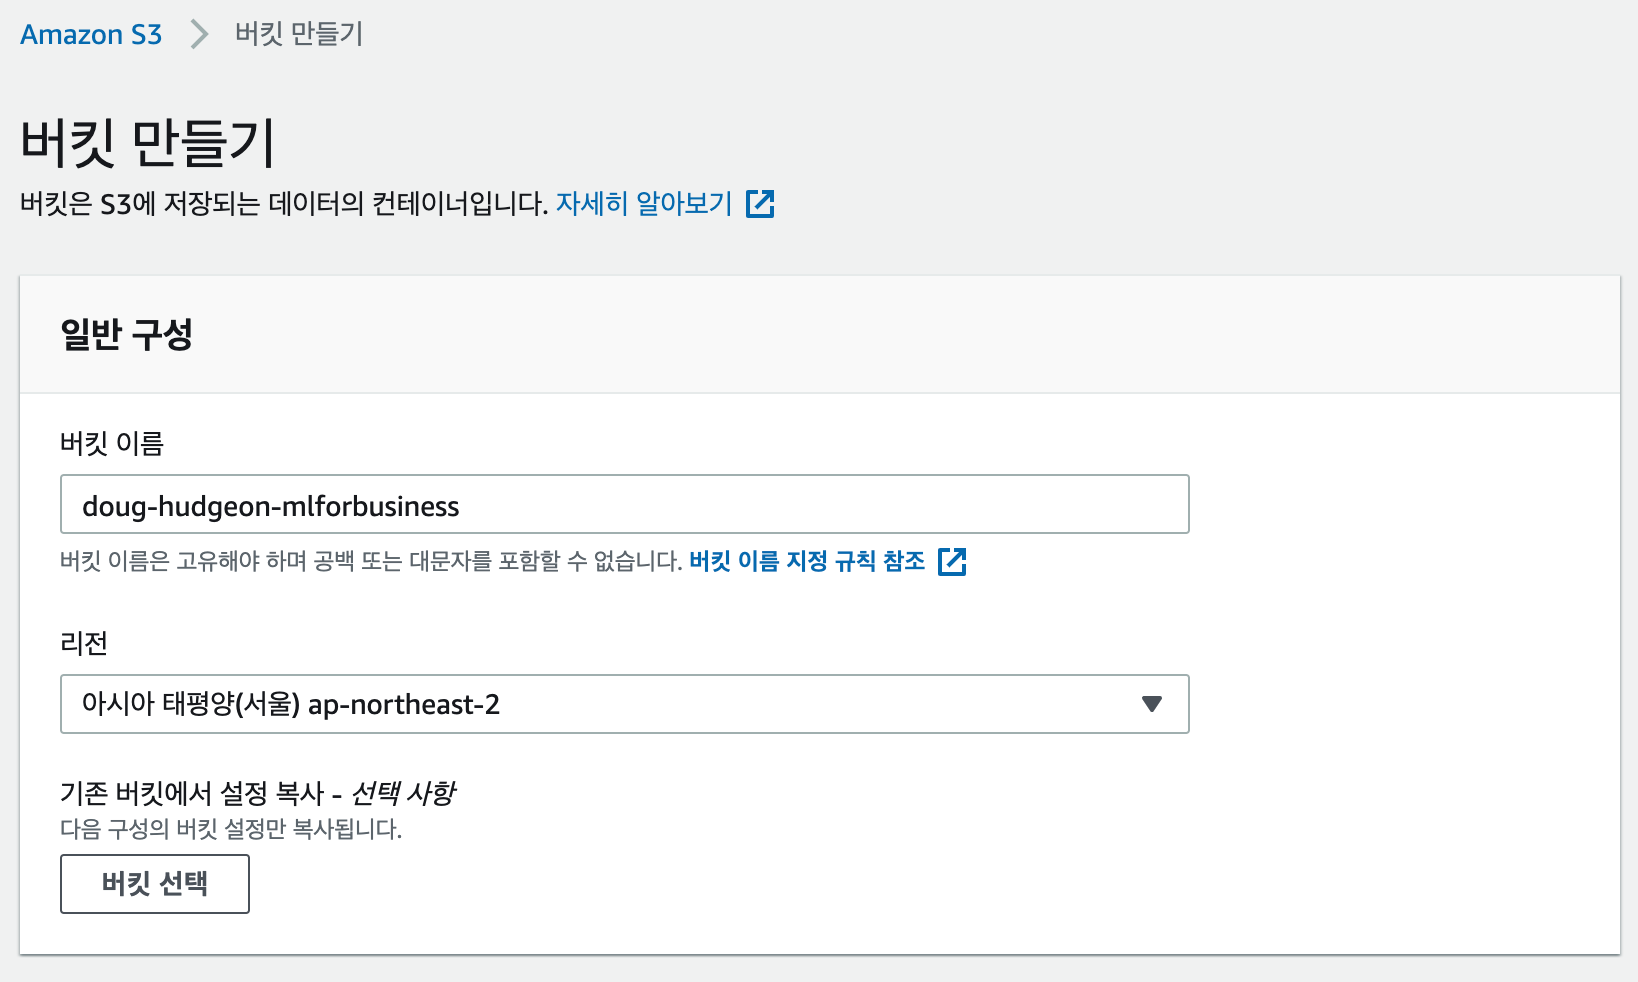 Amazon S3 > 버킷 만들기
버킷 만들기
버킷은 S3에 저장되는 데이터의 컨테이너입니다. 자세히 알아보기
일반 구성
버킷 이름
doug-hudgeon-mlforbusiness
버킷 이름은 고유해야 하며 공백 또는 대문자를 포함할 수 없습니다. 버킷 이름 지정 규칙 참조
리전
아시아 태평양(서울) ap-northeast-2
기존 버킷에서 설정 복사 - 선택 사항
다음 구성의 버킷 설정만 복사됩니다.
버킷 선택